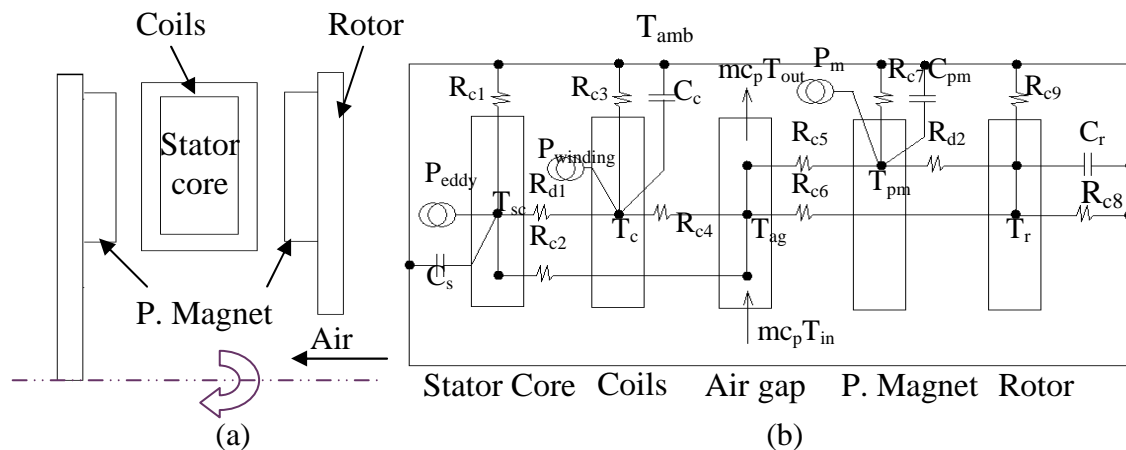 Coils
Rotor
Stator
core
P. Magnet
Air
(a)
T_amb
R_c1
R_c3
C_c
mc_pT_out
P_m
R_c7
C_pm
R_c9
P_eddy
P_winding
T_sc
R_d1
R_c2
T_c
R_c4
T_ag
R_c5
R_c6
T_pm
R_d2
C_r
R_c8
T_r
C_s
mc_pT_in
Stator Core
Coils
Air gap
P. Magnet
Rotor
(b)